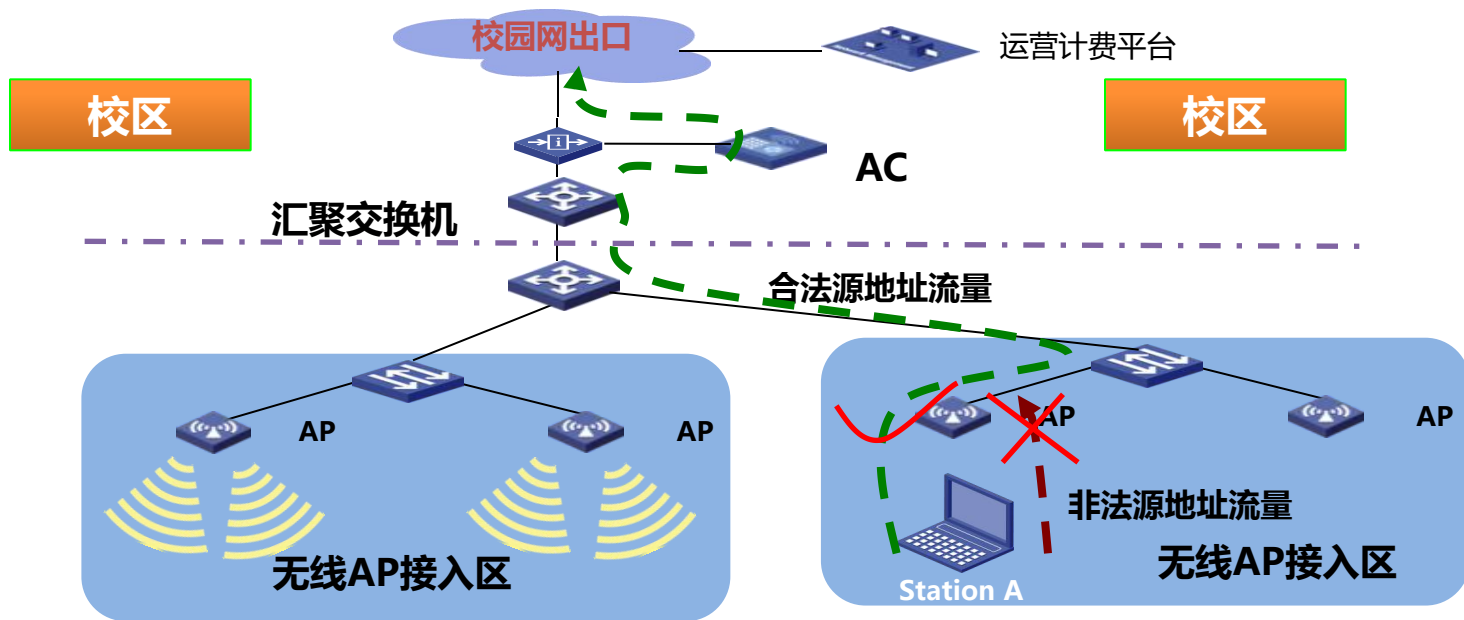 校园网出口
运营计费平台
校区
校区
AC
汇聚交换机
合法源地址流量
AP
AP
AP
AP
非法源地址流量
无线AP接入区
无线AP接入区
Station A